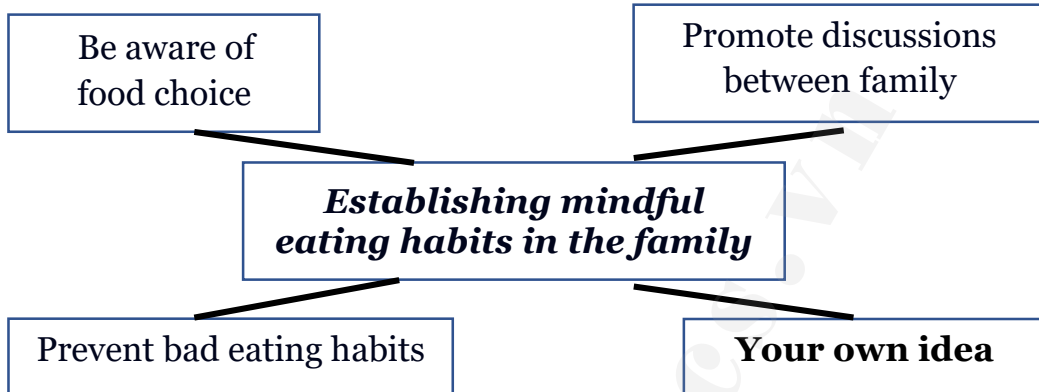 Be aware of
food choice
Promote discussions
between family
Establishing mindful
eating habits in the family
Prevent bad eating habits
Your own idea